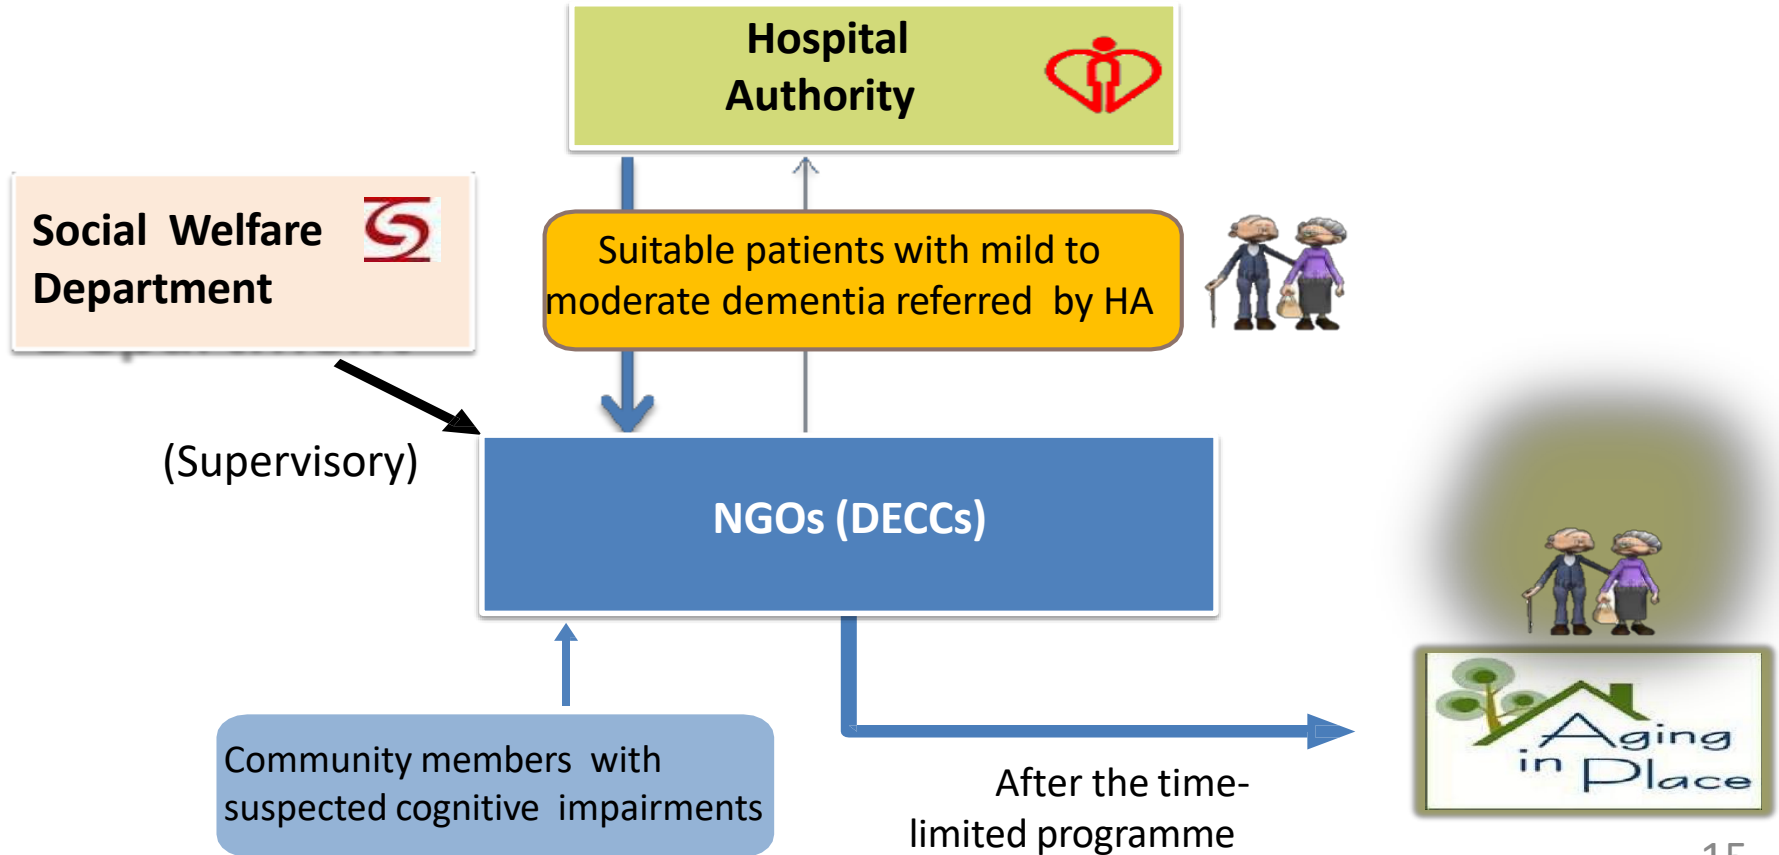 Hospital
Authority
Social Welfare
Department
Suitable patients with mild to
moderate dementia referred by HA
(Supervisory)
NGOs (DECCs)
Community members with
suspected cognitive impairments
After the time-
limited programme
Aging
in Place
15